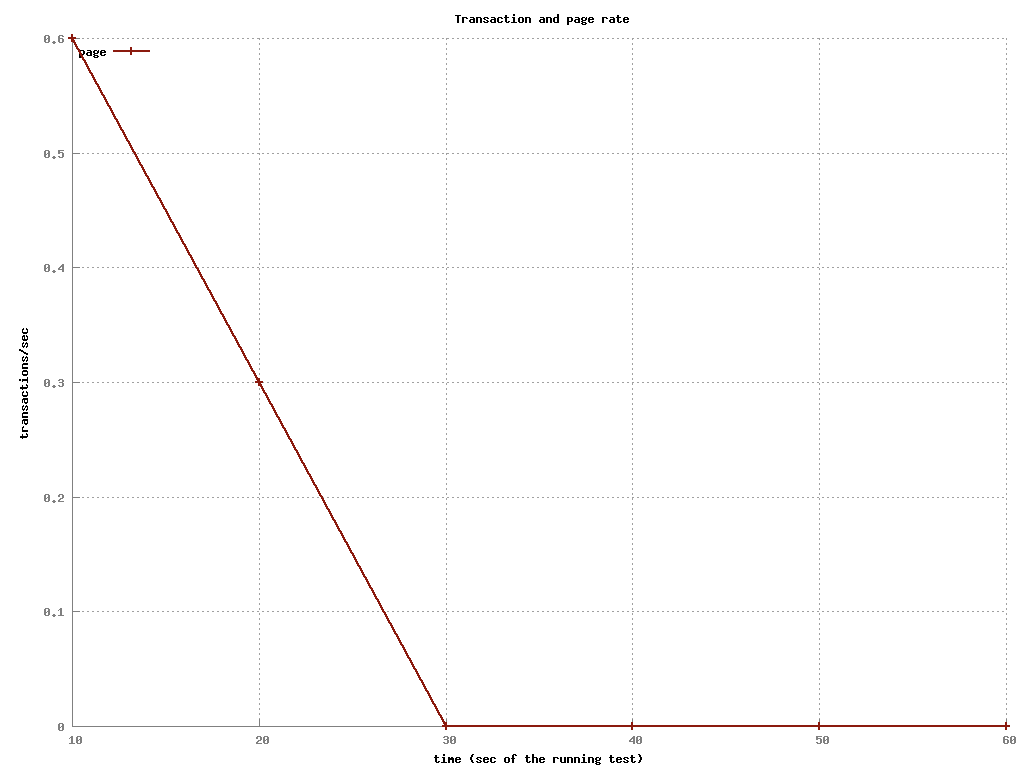 Transaction and page rate
0.6
page
0.5
0.4
0.3
0.2
0.1
0
transactions/sec
10 20 30 40 50 60
time (sec of the running test)